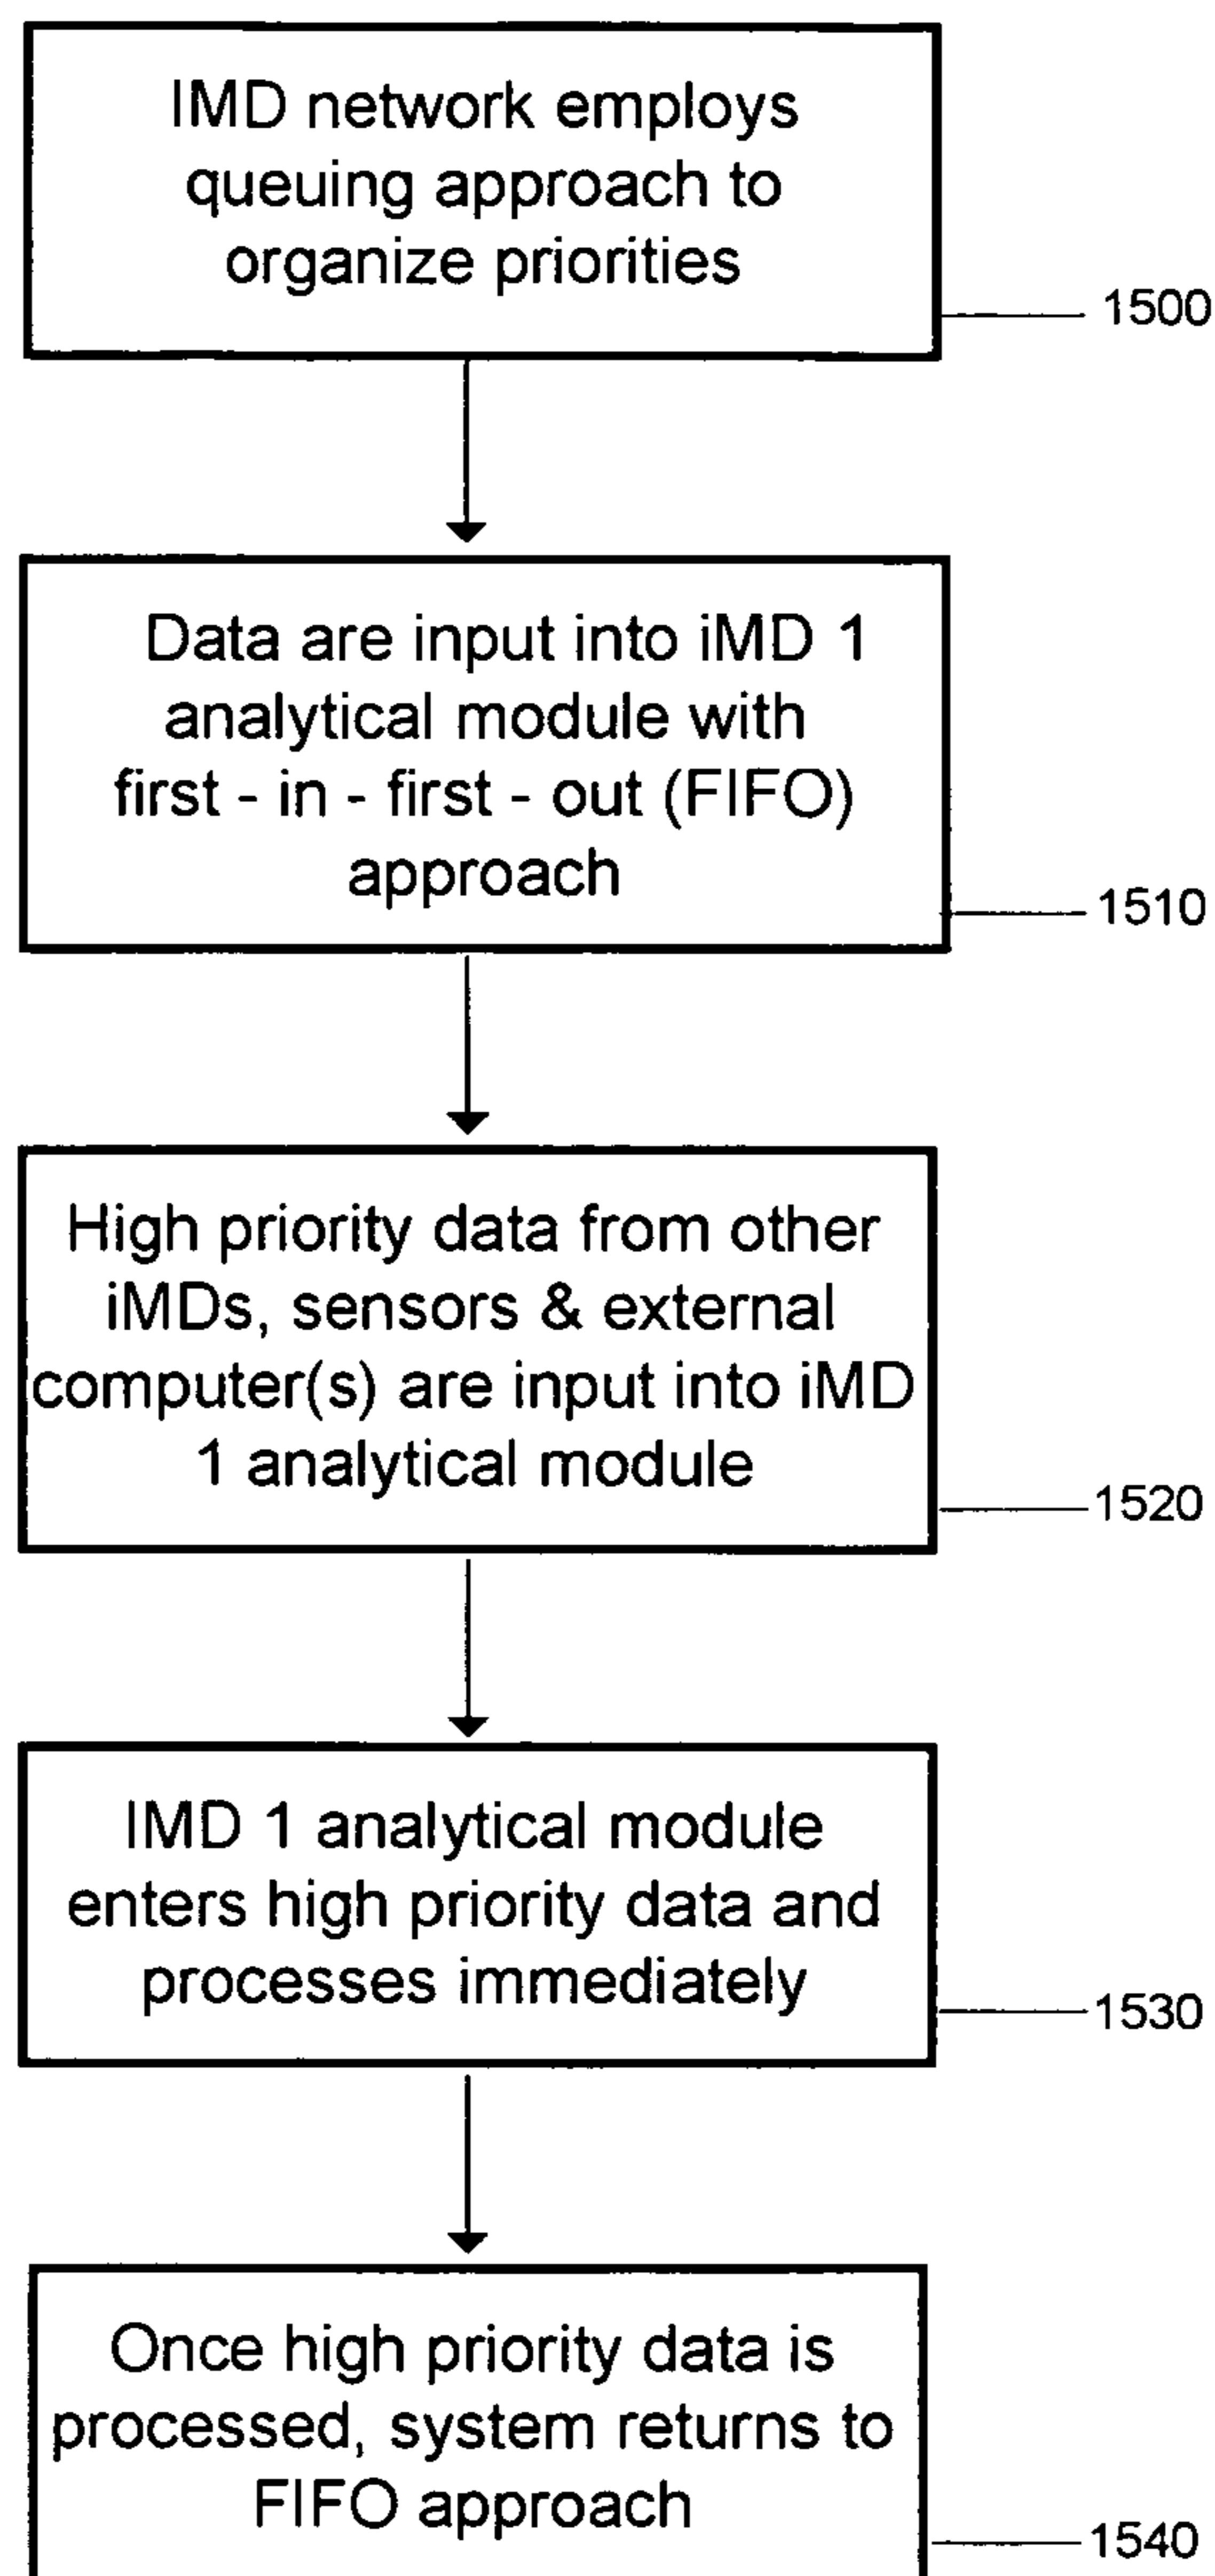 IMD network employs
queuing approach to
organize priorities
1500
Data are input into iMD 1
analytical module with
first - in - first - out (FIFO)
approach
1510
High priority data from other
iMDs, sensors & external
computer(s) are input into iMD
1 analytical module
1520
IMD 1 analytical module
enters high priority data and
processes immediately
1530
Once high priority data is
processed, system returns to
FIFO approach
1540